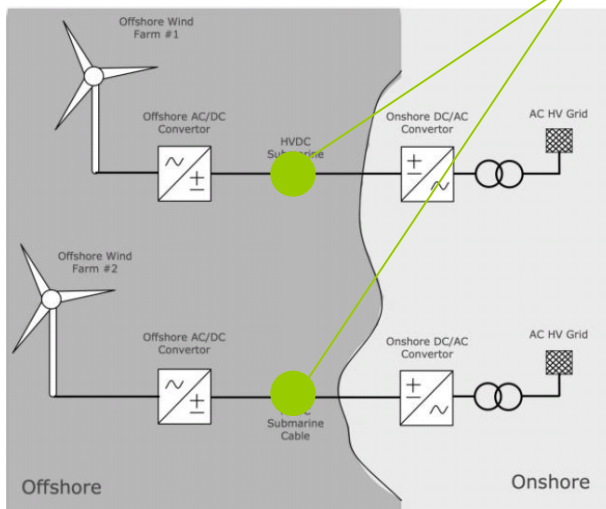 Offshore Wind
Farm #1
Offshore AC/DC
Convertor
HVDC
Submarine
Onshore DC/AC
Convertor
AC HV Grid
Offshore Wind
Farm #2
Offshore AC/DC
Convertor
Submarine
Cable
Onshore DC/AC
Convertor
AC HV Grid
Offshore
Onshore